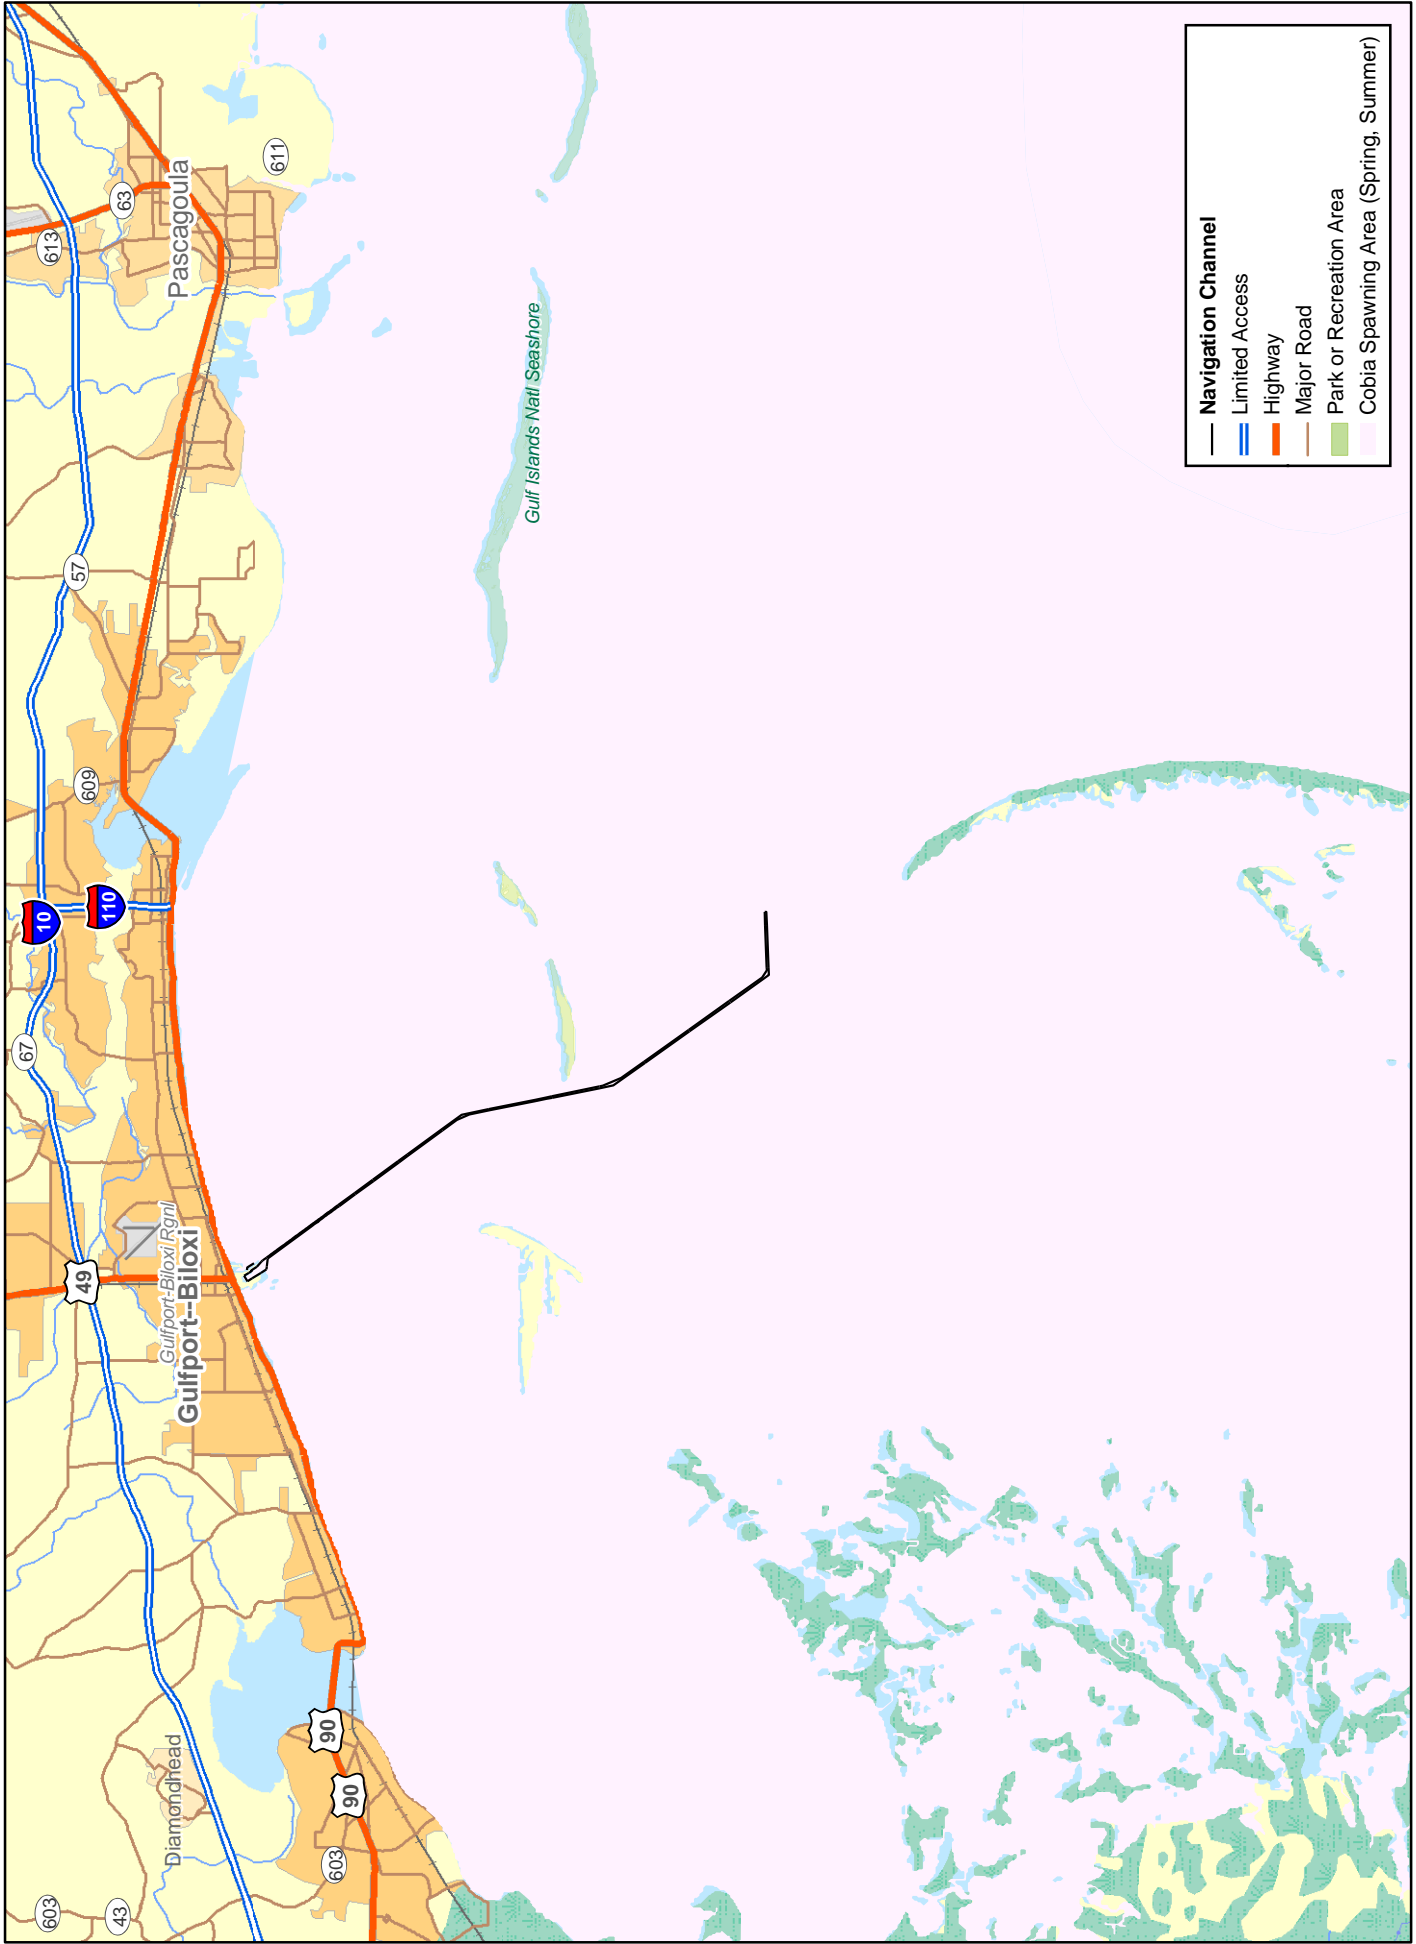 603
43
Diamondhead
603
90
90
49
Gulfport-Biloxi Rgnl
Gulfport--Biloxi
67
10
110
609
57
Gulf Islands Natl Seashore
613
63
Pascagoula
611
Navigation Channel
Limited Access
Highway
Major Road
Park or Recreation Area
Cobia Spawning Area (Spring, Summer)